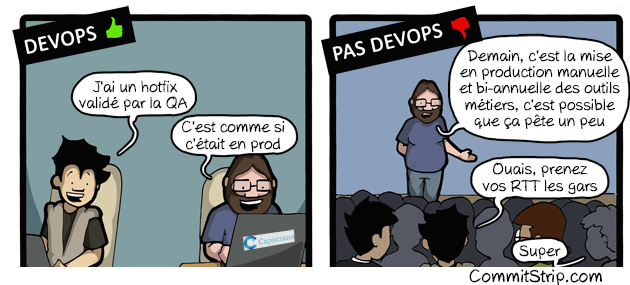 DEVOPS
J'ai un hotfix
validé par la QA
C'est comme si
c'était en prod
Capistrano
PAS DEVOPS
Demain, c'est la mise
en production manuelle
et bi-annuelle des outils
métiers, c'est possible
que ça pète un peu
Ouais, prenez
vos RTT les gars
Super
CommitStrip.com